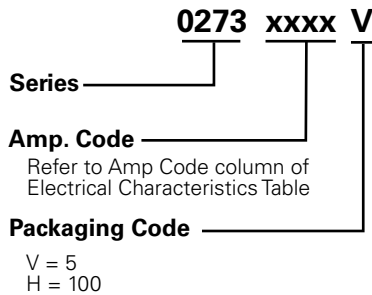 0273 xxxx V
Series
Amp. Code
Refer to Amp Code column of
Electrical Characteristics Table
Packaging Code
V = 5
H = 100